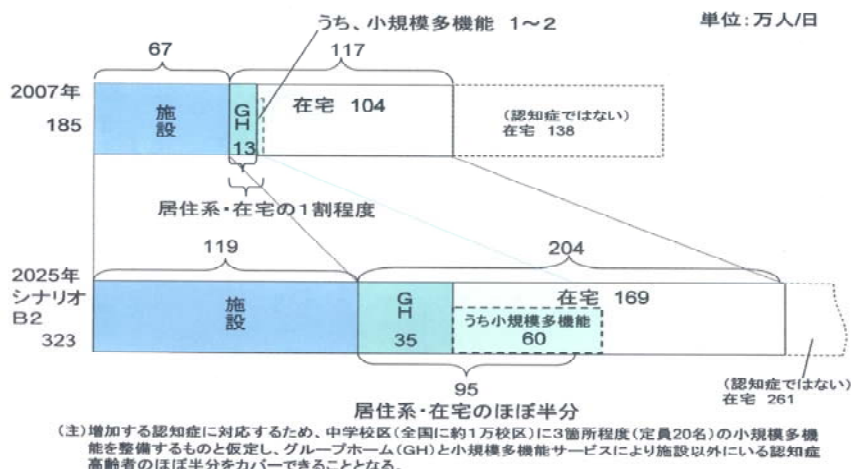 うち、小規模多機能 1～2
単位：万人/日
67
117
2007年
185
施設
GH
13
在宅 104
(認知症ではない)
在宅 138
居住系・在宅の1割程度
119
204
2025年
シナリオ
B2
323
施設
GH
35
在宅 169
うち小規模多機能
60
95
居住系・在宅のほぼ半分
(認知症ではない)
在宅 261
(注)増加する認知症に対応するため、中学校区(全国に約1万校区)に3箇所程度(定員20名)の小規模多機
能を整備するものと仮定し、グループホーム(GH)と小規模多機能サービスにより施設以外にいる認知症
高齢者のほぼ半分をカバーできることとなる。